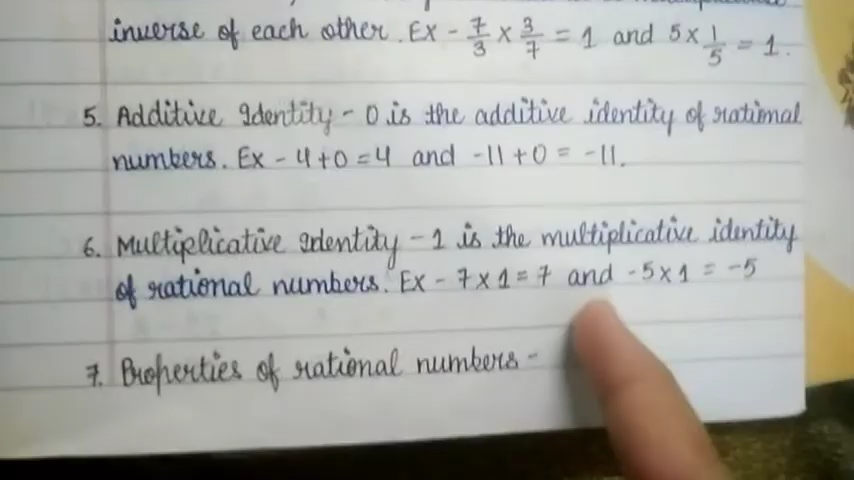 inverse of each other. Ex - 7/3 × 3/7 = 1 and 5 × 1/5 = 1.
5. Additive Identity - 0 is the additive identity of rational
numbers. Ex - 4+0 = 4 and -11+0 = -11.
6. Multiplicative Identity - 1 is the multiplicative identity
of rational numbers. Ex - 7×1 = 7 and -5×1 = -5
7. Properties of rational numbers -